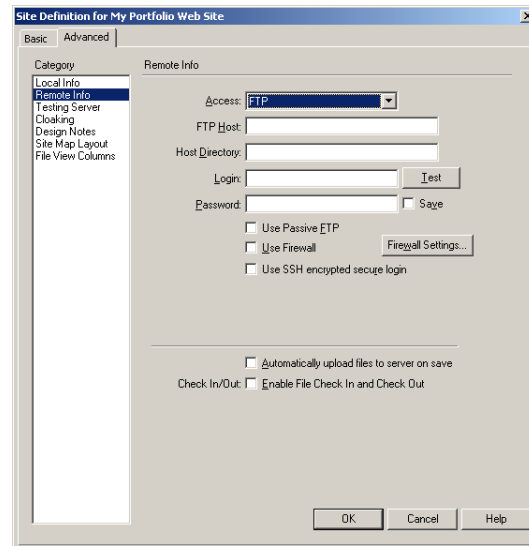 Site Definition for My Portfolio Web Site
Basic Advanced
Category Remote Info
Local Info
Remote Info
Testing Server
Cloaking
Design Notes
Site Map Layout
File View Columns
Access: FTP
FTP Host:
Host Directory:
Login: Test
Password: Save
Use Passive FTP
Use Firewall Firewall Settings...
Use SSH encrypted secure login
Automatically upload files to server on save
Check In/Out: Enable File Check In and Check Out
OK Cancel Help